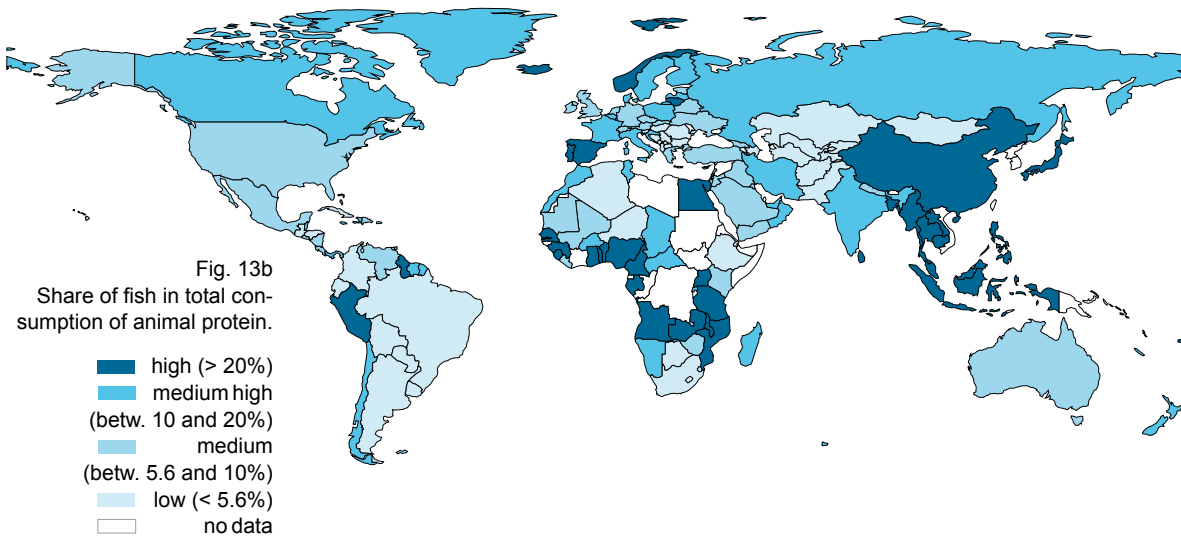 Fig. 13b
Share of fish in total con-
sumption of animal protein.
high (> 20%)
medium high
(betw. 10 and 20%)
medium
(betw. 5.6 and 10%)
low (< 5.6%)
no data